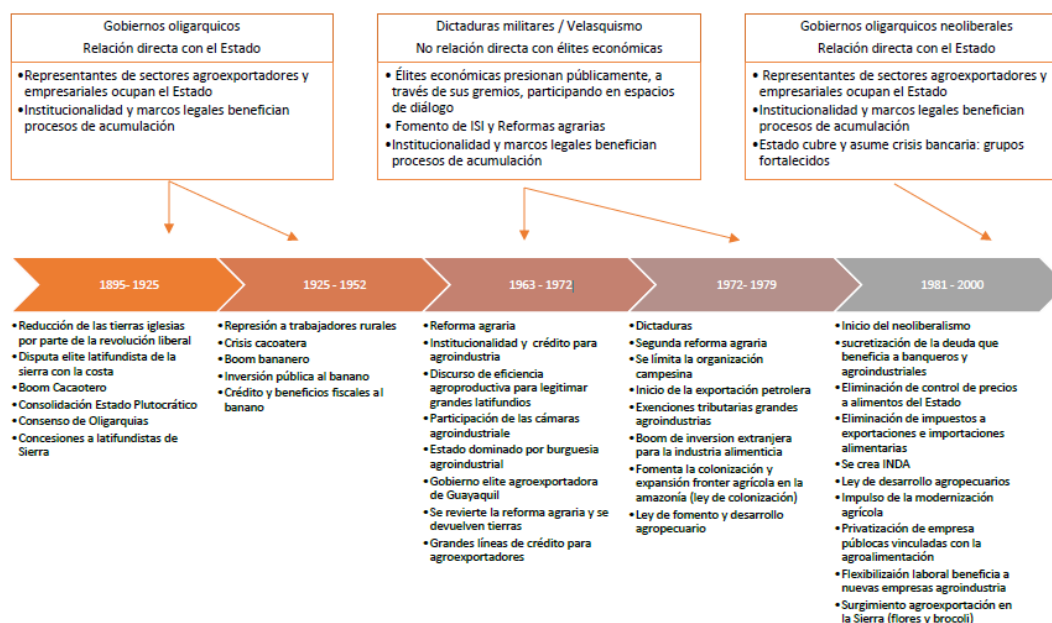 Gobiernos oligarquicos
Relación directa con el Estado
•Representantes de sectores agroexportadores y
empresariales ocupan el Estado
•Institucionalidad y marcos legales benefician
procesos de acumulación
Dictaduras militares / Velasquismo
No relación directa con élites económicas
• Élites económicas presionan públicamente, a
través de sus gremios, participando en espacios
de diálogo
• Fomento de ISI y Reformas agrarias
•Institucionalidad y marcos legales benefician
procesos de acumulación
Gobiernos oligarquicos neoliberales
Relación directa con el Estado
• Representantes de sectores agroexportadores y
empresariales ocupan el Estado
•Institucionalidad y marcos legales benefician
procesos de acumulación
•Estado cubre y asume crisis bancaria: grupos
fortalecidos
1895- 1925
1925 - 1952
1963 - 1972
1972- 1979
1981 - 2000
•Reducción de las tierras iglesias
por parte de la revolución liberal
•Disputa elite latifundista de la
sierra con la costa
•Boom Cacaotero
•Consolidación Estado Plutocrático
•Consenso de Oligarquias
•Concesiones a latifundistas de
Sierra
•Represión a trabajadores rurales
•Crisis cacoatera
•Boom bananero
•Inversión pública al banano
•Crédito y beneficios fiscales al
banano
•Reforma agraria
•Institucionalidad y crédito para
agroindustria
•Discurso de eficiencia
agroproductiva para legitimar
grandes latifundios
•Participación de las cámaras
agroindustriale
•Estado dominado por burguesia
agroindustrial
•Gobierno elite agroexportadora
de Guayaquil
•Se revierte la reforma agraria y se
devuelven tierras
•Grandes líneas de crédito para
agroexportadores
•Dictaduras
•Segunda reforma agraria
•Se límita la organización
campesina
•Inicio de la exportación petrolera
•Exenciones tributarias grandes
agroindustrias
•Boom de inversion extranjera
para la industria alimenticia
•Fomenta la colonización y
expansión fronter agrícola en la
amazonía (ley de colonización)
•Ley de fomento y desarrollo
agropecuario
•Inicio del neoliberalismo
•sucretización de la deuda que
beneficia a banqueros y
agroindustriales
•Eliminación de control de precios
a alimentos del Estado
•Eliminación de impuestos a
exportaciones e importaciones
alimentarias
•Se crea INDA
•Ley de desarrollo agropecuarios
•Impulso de la modernización
agrícola
•Privatización de empresa
públocas vinculadas con la
agroalimentación
•Flexibilizaión laboral beneficia a
nuevas empresas agroindustria
•Surgimiento agroexportación en
la Sierra (flores y brocoli)